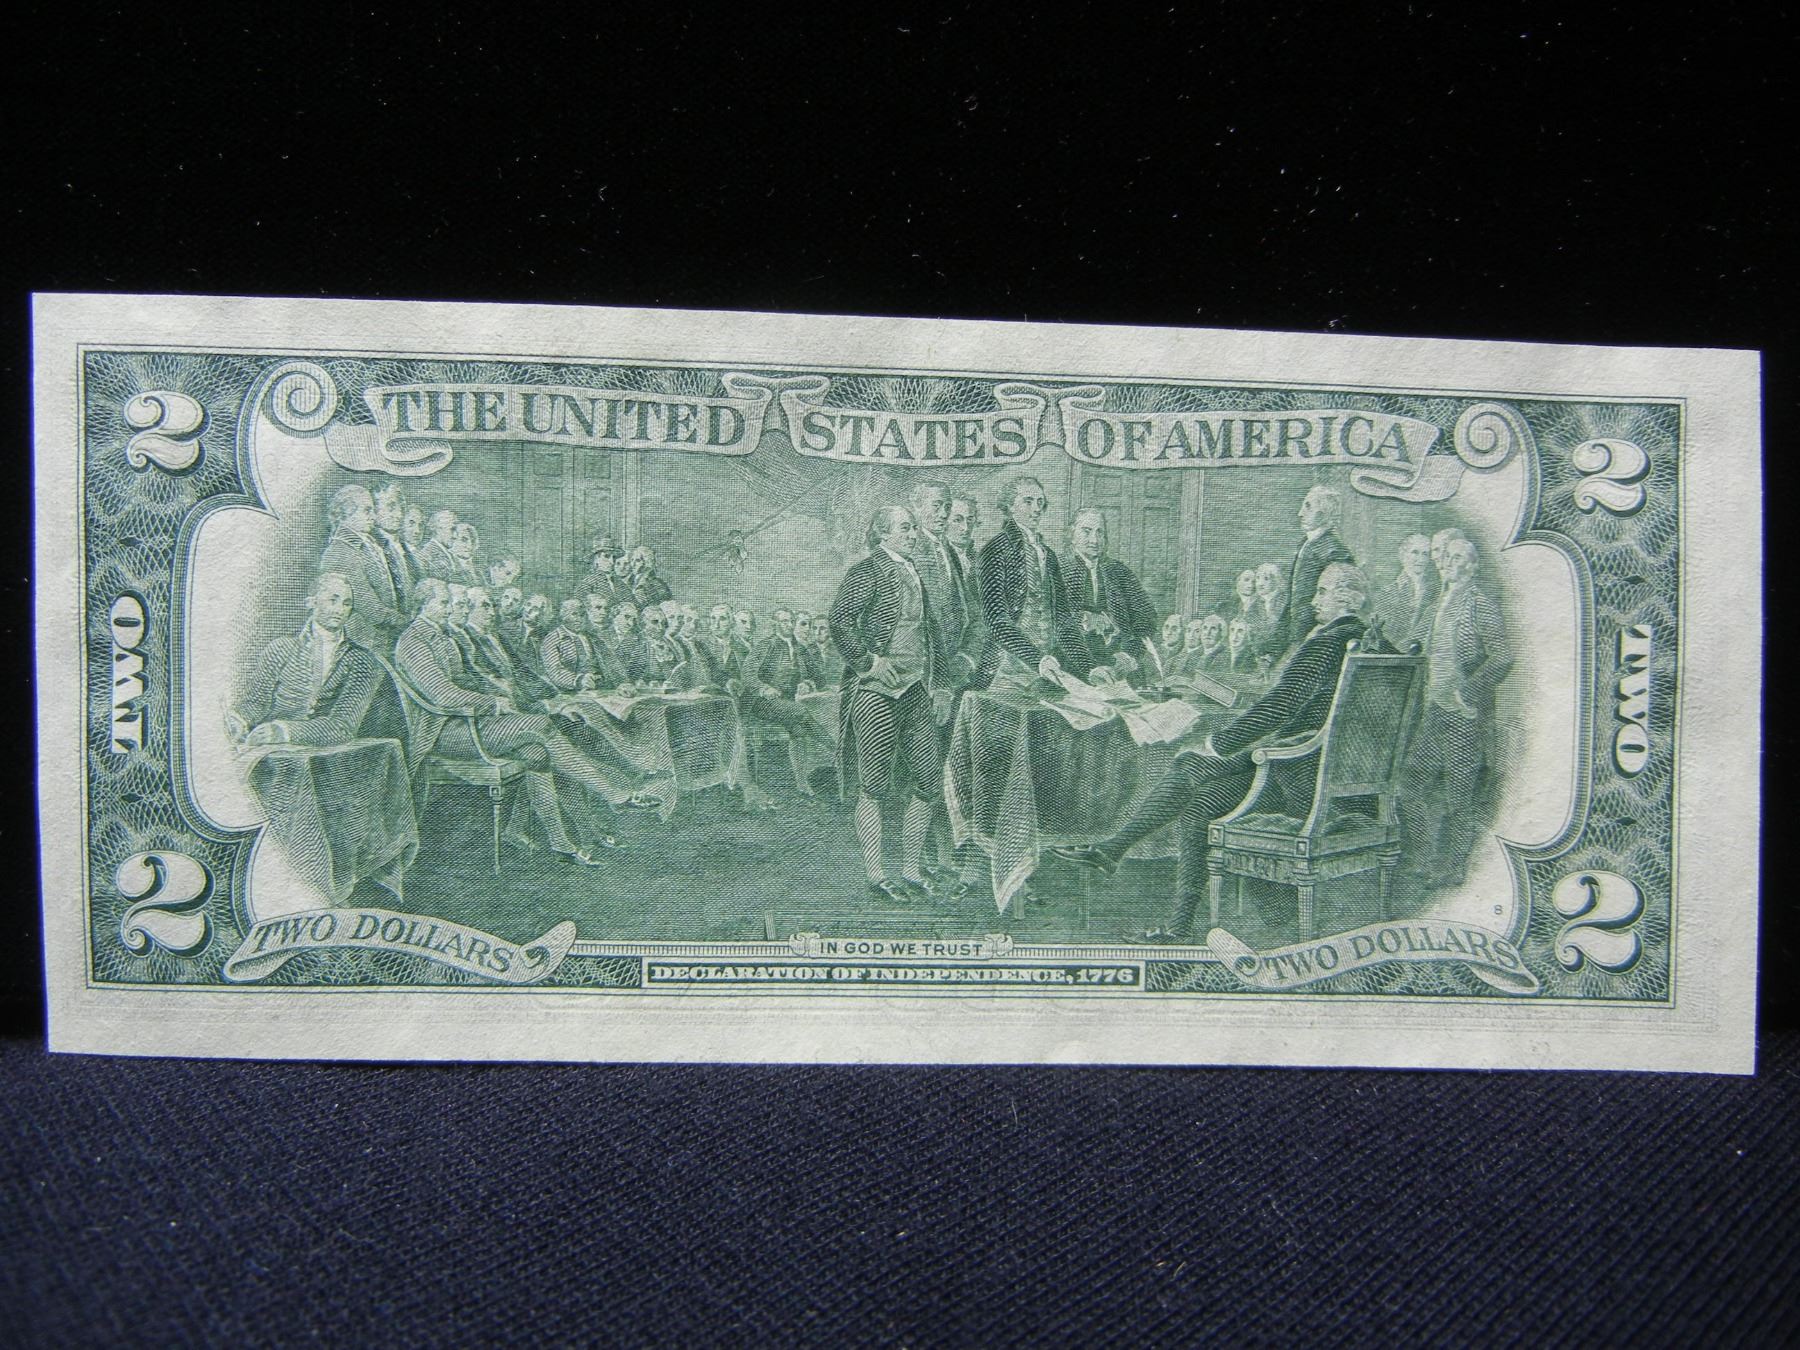 THE UNITED STATES OF AMERICA
2
2
TWO
TWO
2
2
TWO DOLLARS
IN GOD WE TRUST
TWO DOLLARS
DECLARATION OF INDEPENDENCE, 1776
8